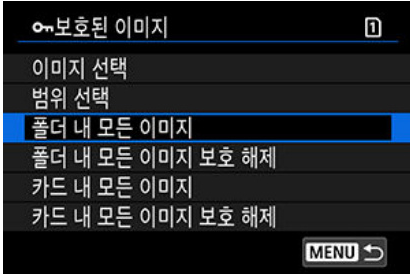 보호된 이미지
1
이미지 선택
범위 선택
폴더 내 모든 이미지
폴더 내 모든 이미지 보호 해제
카드 내 모든 이미지
카드 내 모든 이미지 보호 해제
MENU